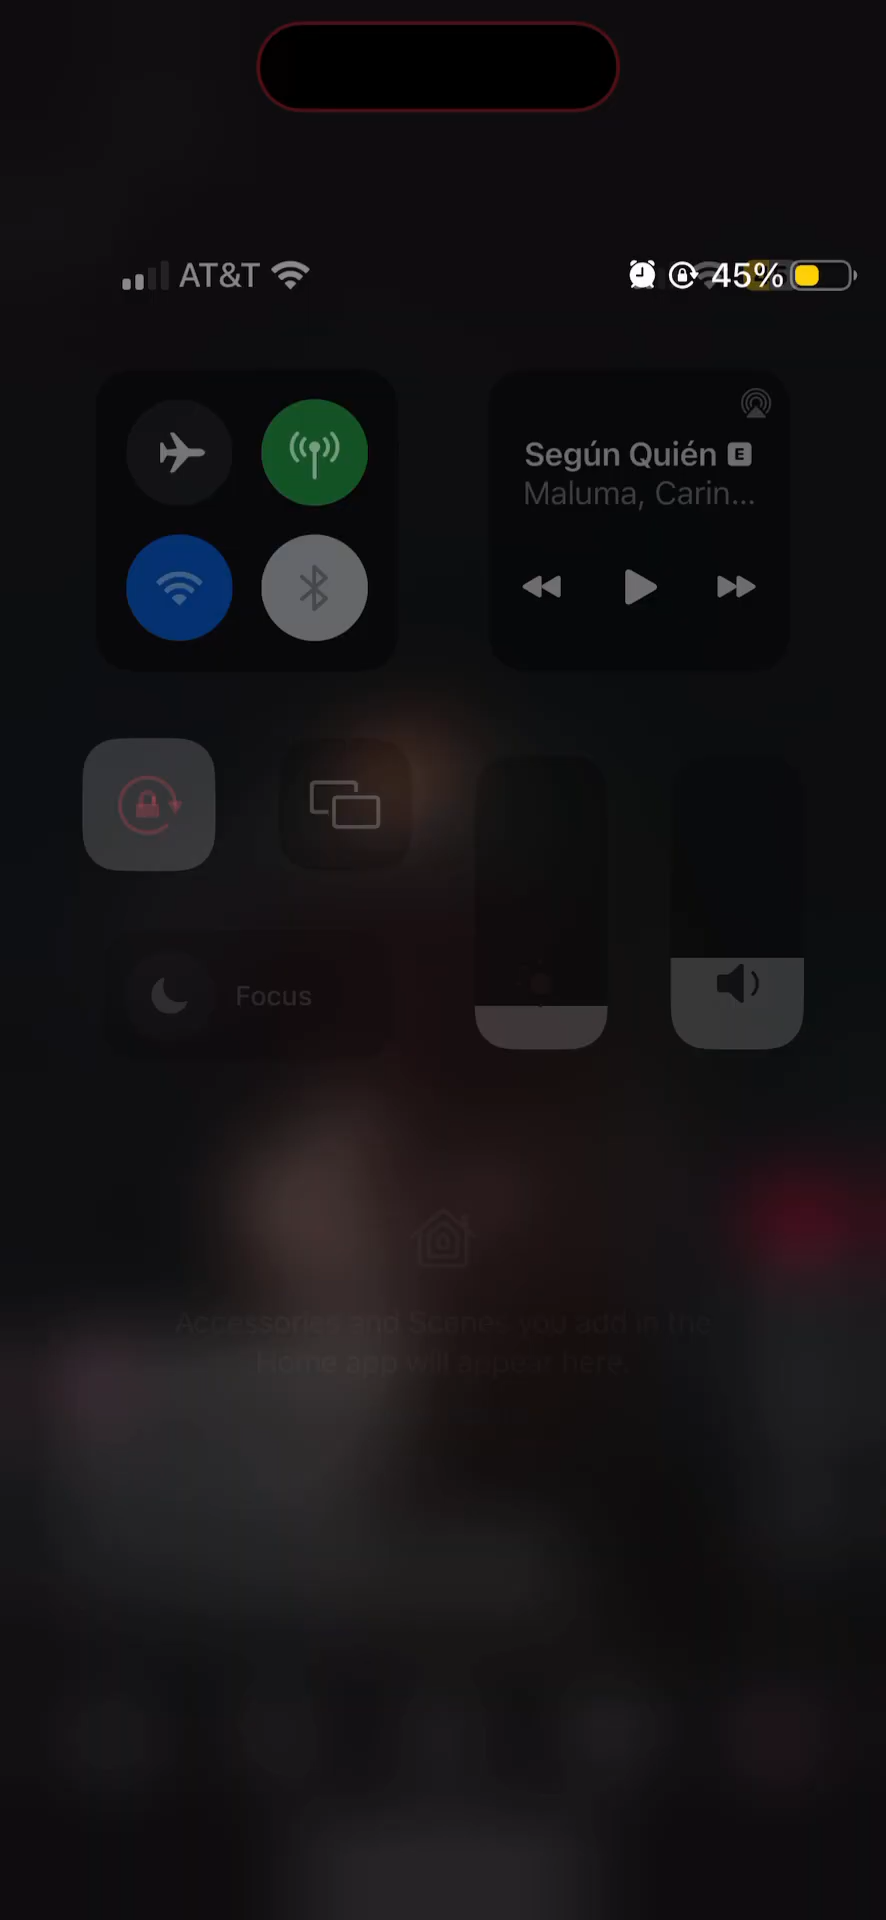 AT&T 45%
Según Quién E
Maluma, Carin...
Focus
Accessories and Scenes you add in the
Home app will appear here.